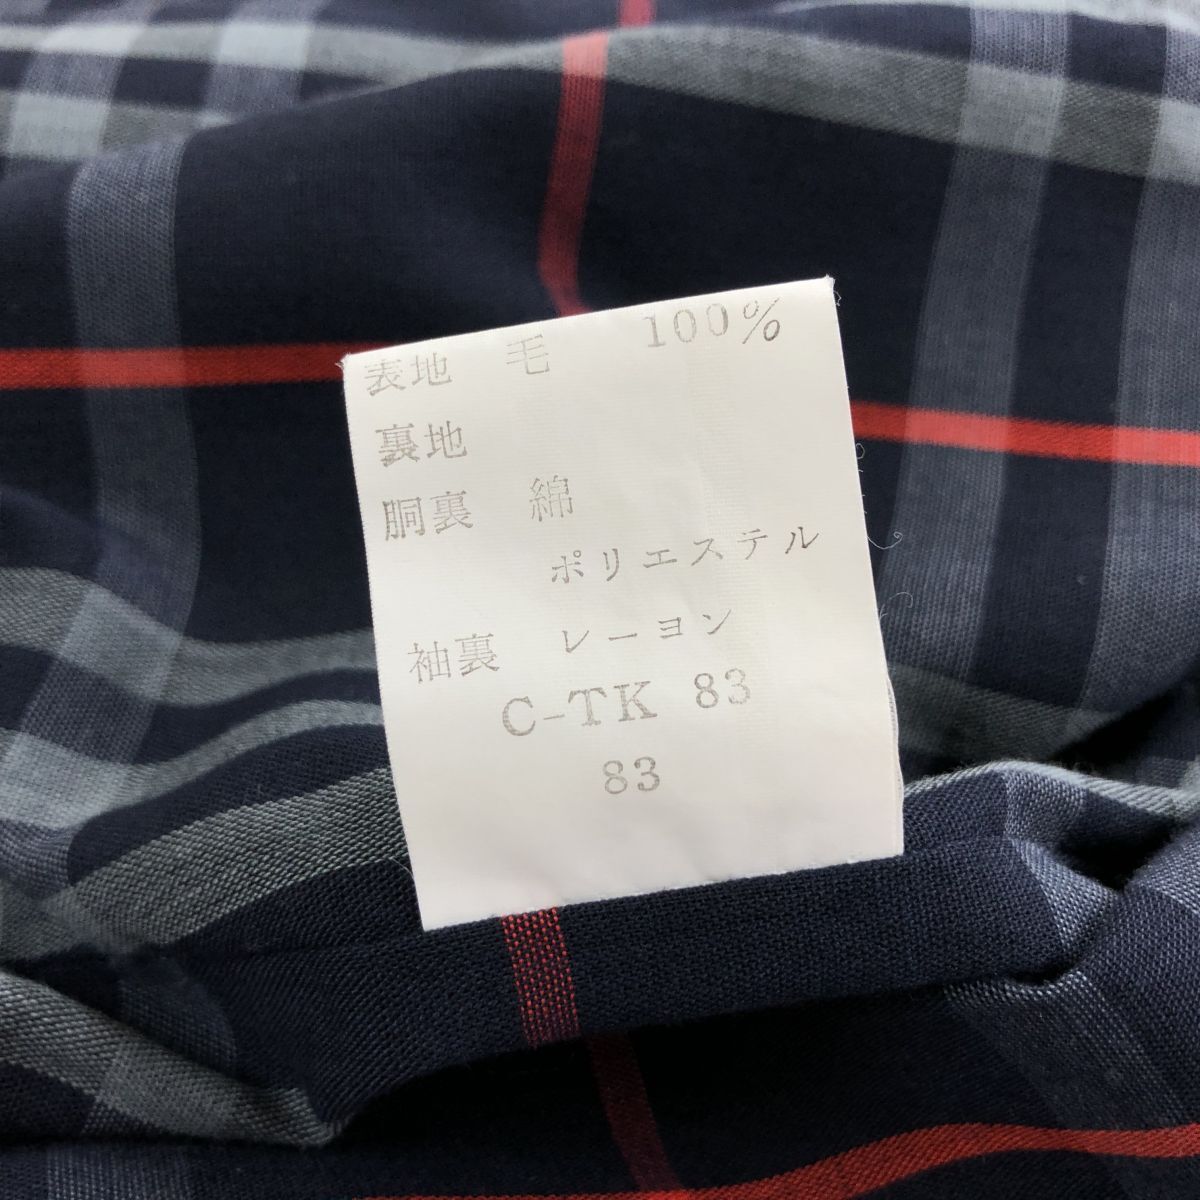 表地 毛 100%
裏地
胴裏 綿
ポリエステル
袖裏 レーヨン
C-TK 83
83